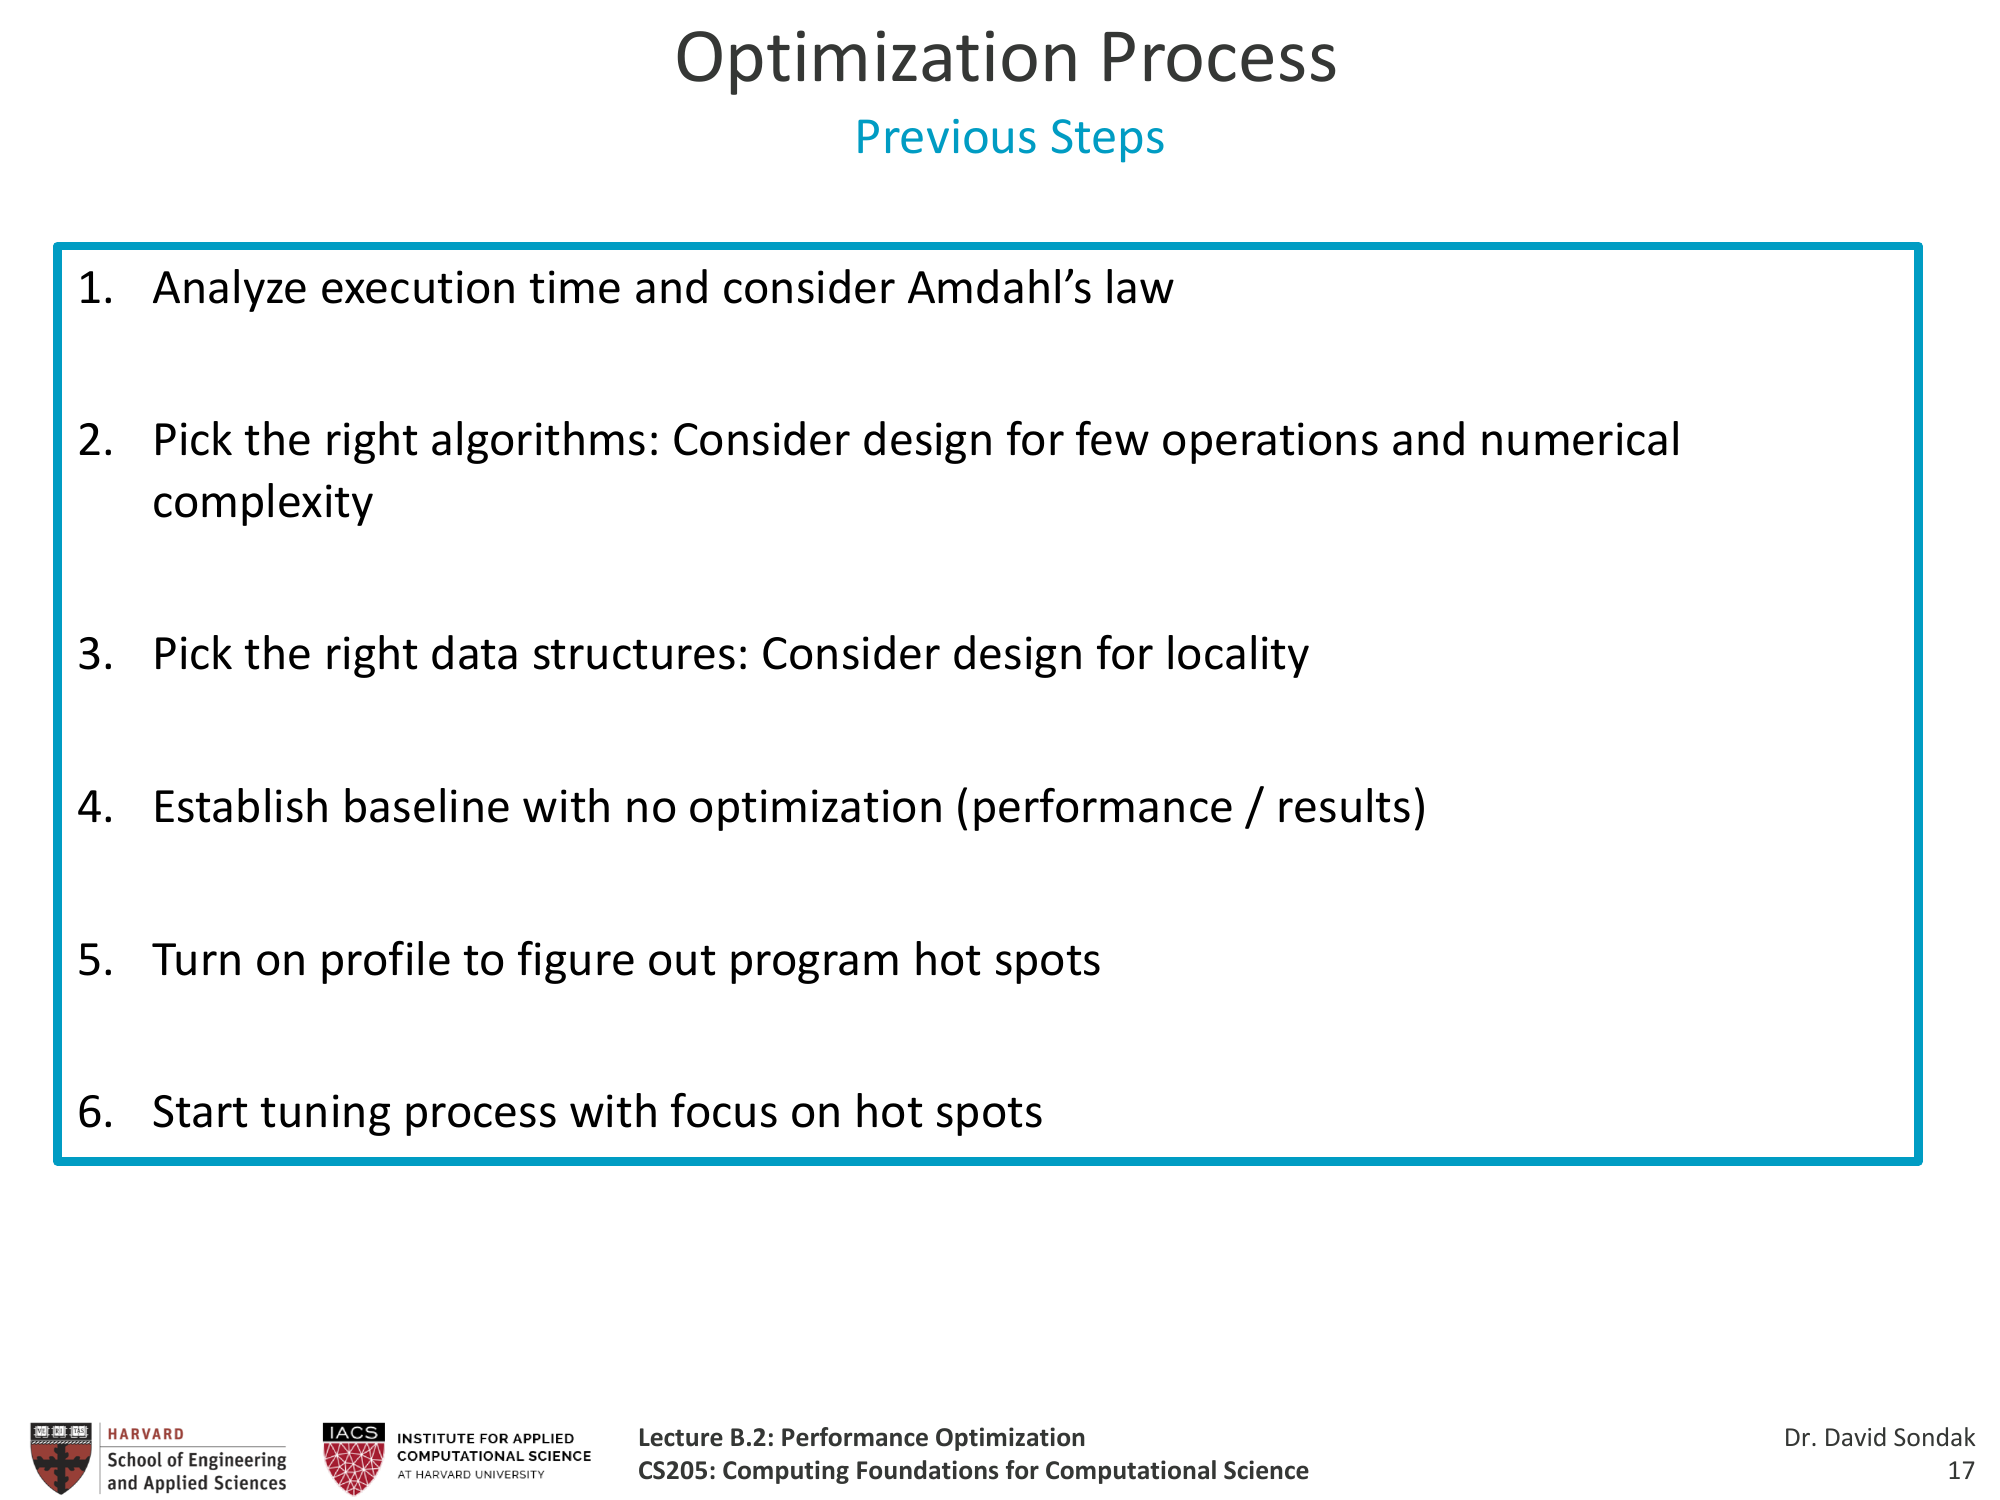 Optimization Process
Previous Steps
1. Analyze execution time and consider Amdahl’s law
2. Pick the right algorithms: Consider design for few operations and numerical
complexity
3. Pick the right data structures: Consider design for locality
4. Establish baseline with no optimization (performance / results)
5. Turn on profile to figure out program hot spots
6. Start tuning process with focus on hot spots
HARVARD
School of Engineering
and Applied Sciences
IACS
INSTITUTE FOR APPLIED
COMPUTATIONAL SCIENCE
AT HARVARD UNIVERSITY
Lecture B.2: Performance Optimization
CS205: Computing Foundations for Computational Science
Dr. David Sondak
17